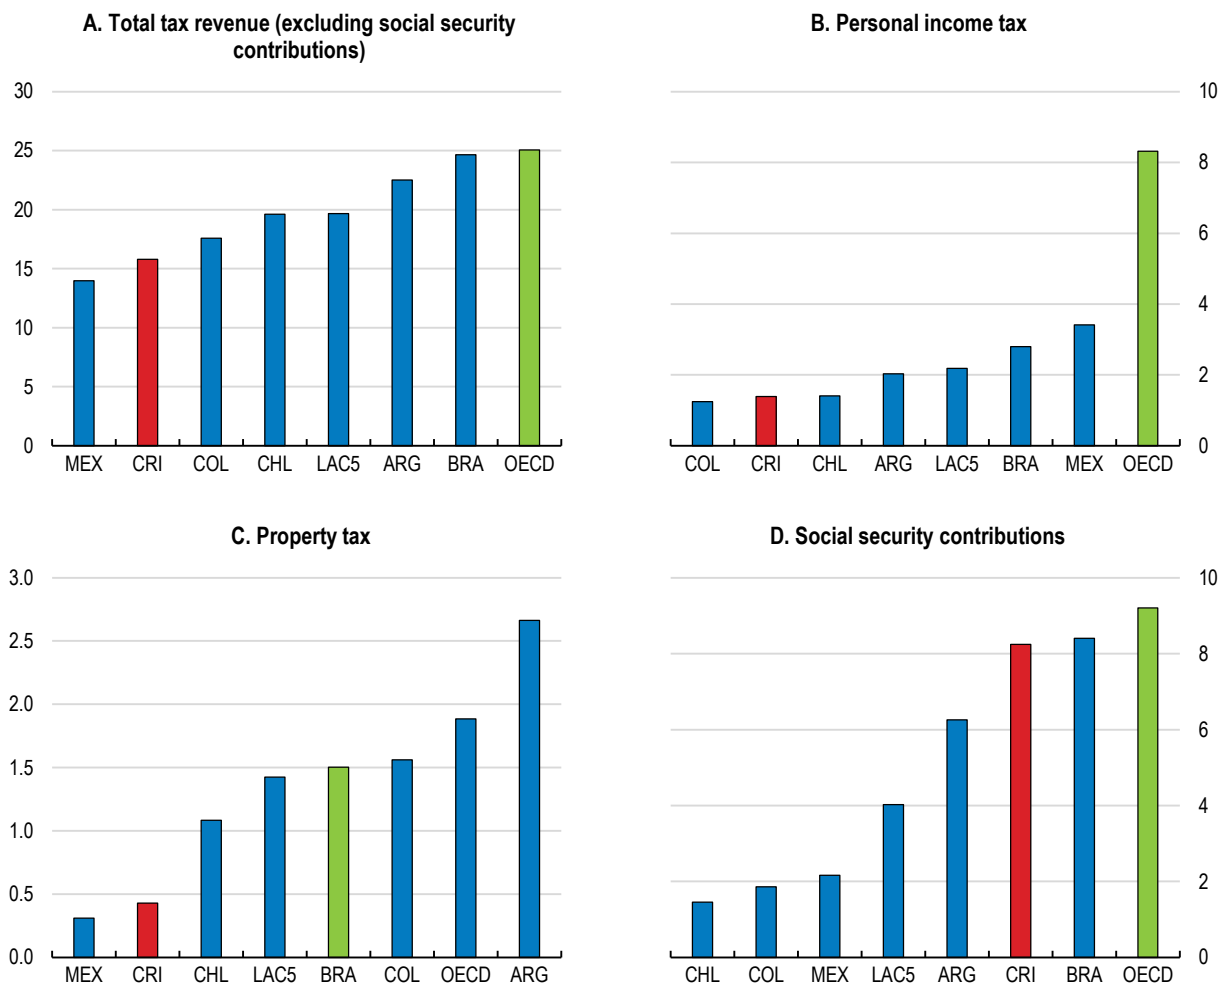 A. Total tax revenue (excluding social security
contributions)
30
25
20
15
10
5
0
MEX CRI COL CHL LAC5 ARG BRA OECD
B. Personal income tax
10
8
6
4
2
0
COL CRI CHL ARG LAC5 BRA MEX OECD
C. Property tax
3.0
2.5
2.0
1.5
1.0
0.5
0.0
MEX CRI CHL LAC5 BRA COL OECD ARG
D. Social security contributions
10
8
6
4
2
0
CHL COL MEX LAC5 ARG CRI BRA OECD